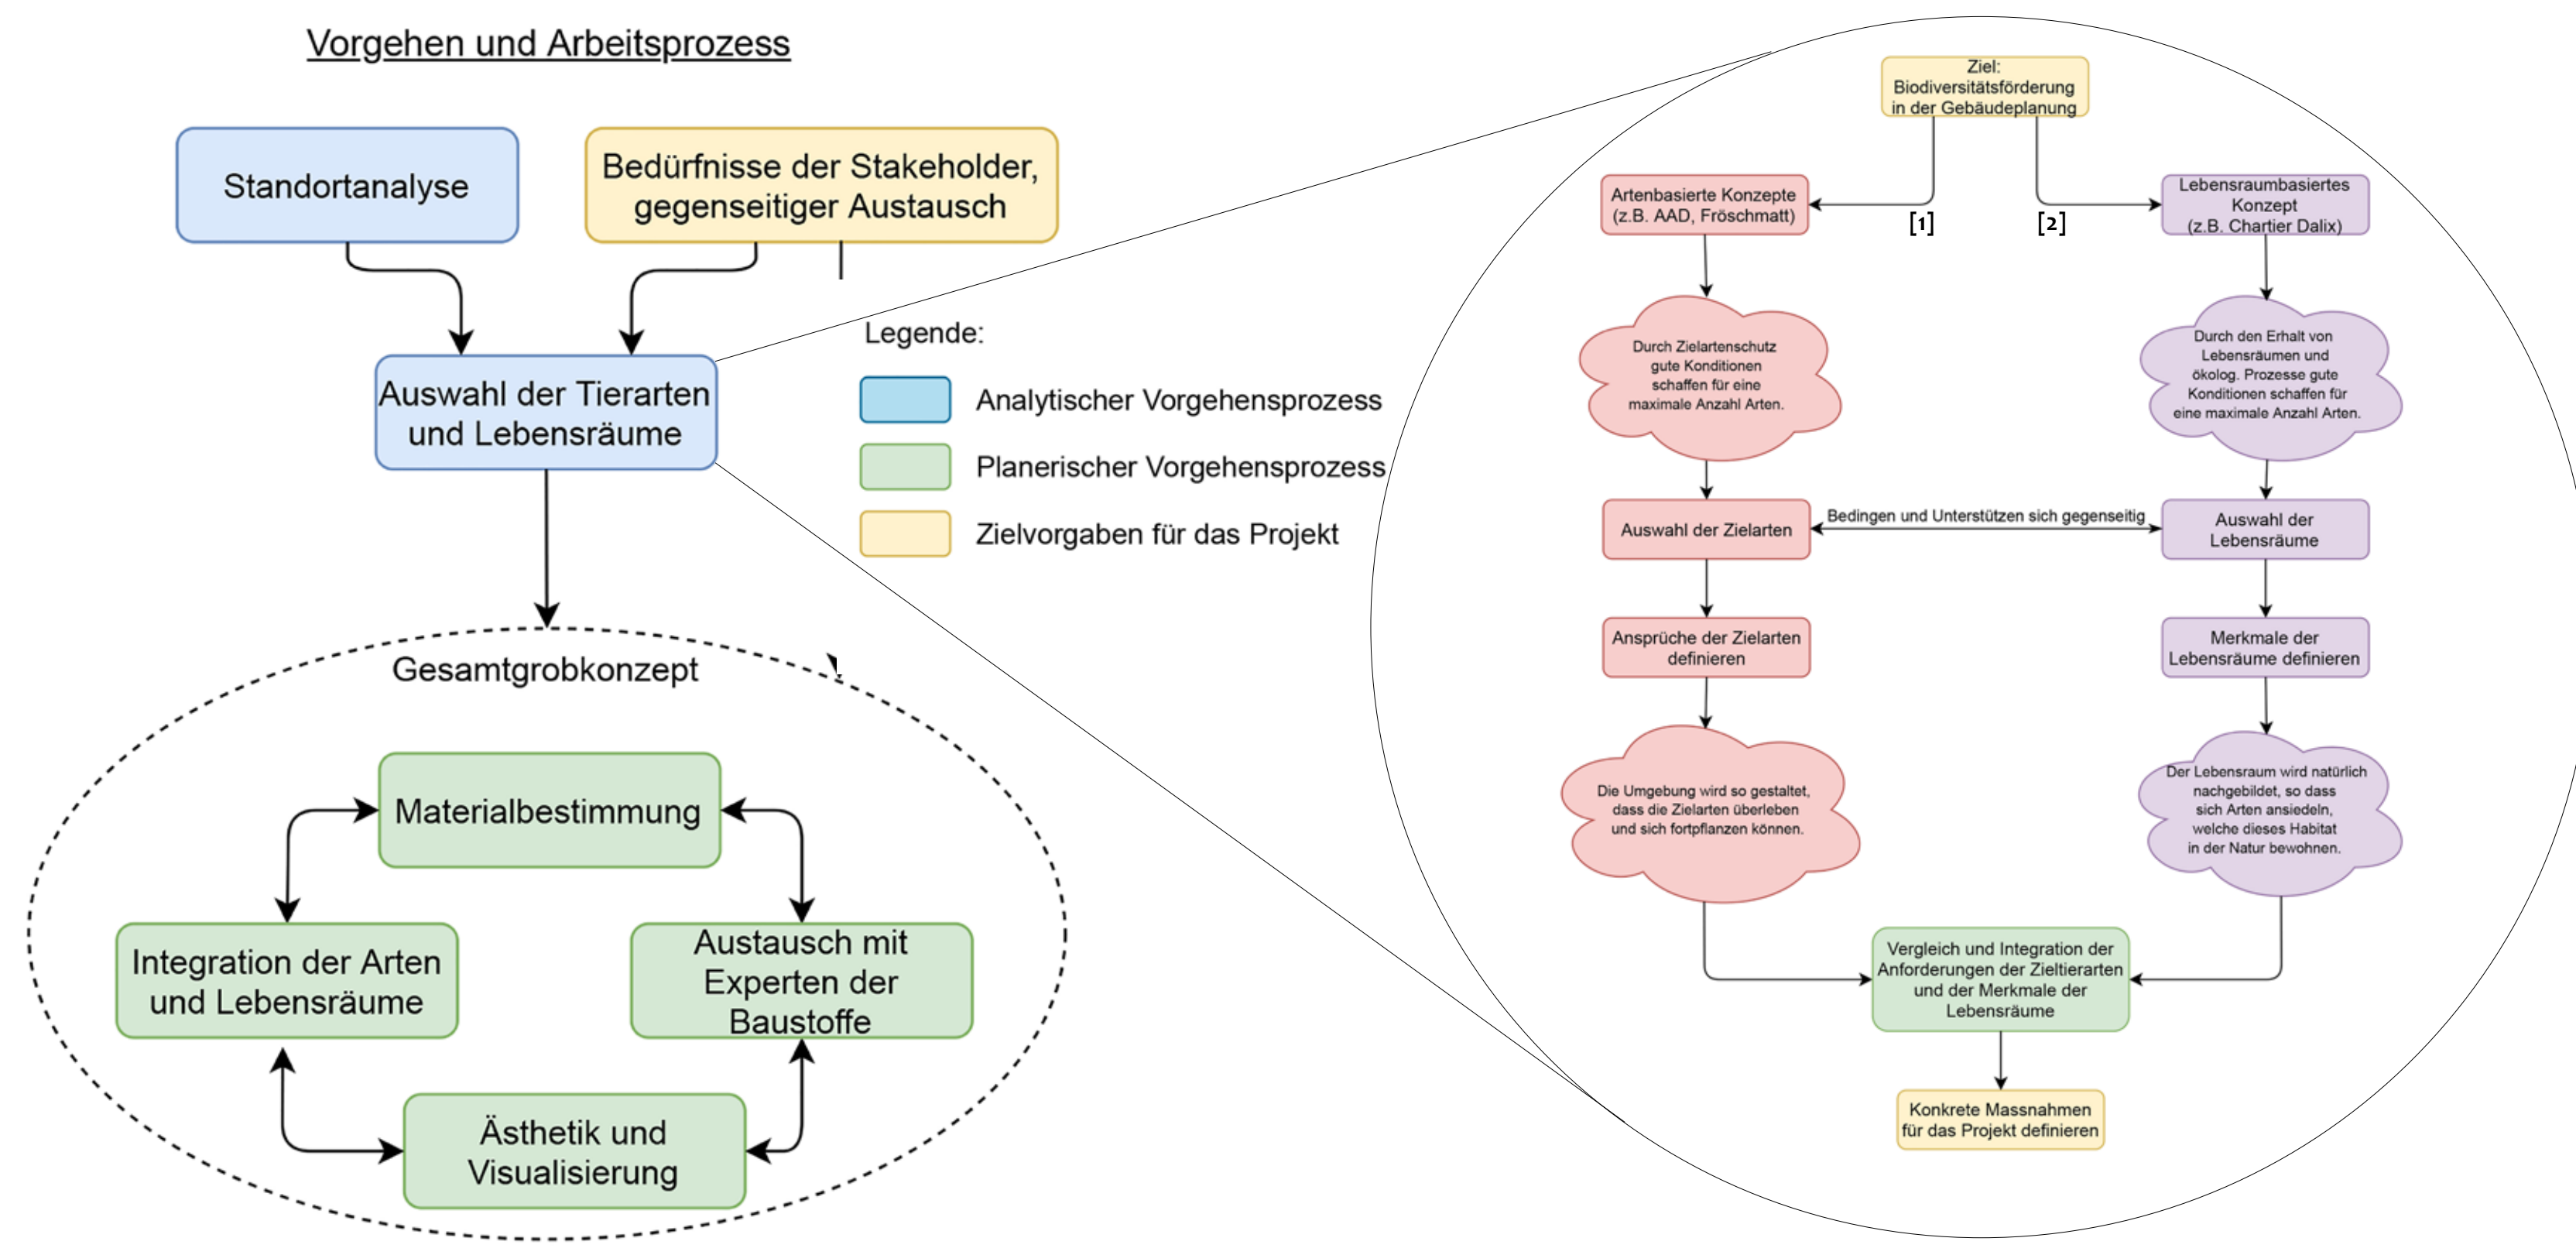 Vorgehen und Arbeitsprozess
Standortanalyse
Bedürfnisse der Stakeholder,
gegenseitiger Austausch
Auswahl der Tierarten
und Lebensräume
Legende:
Analytischer Vorgehensprozess
Planerischer Vorgehensprozess
Zielvorgaben für das Projekt
Gesamtgrobkonzept
Materialbestimmung
Integration der Arten
und Lebensräume
Austausch mit
Experten der
Baustoffe
Ästhetik und
Visualisierung
Ziel:
Biodiversitätsförderung
in der Gebäudeplanung
Artenbasierte Konzepte
(z.B. AAD, Fröschmatt)
[1]
[2]
Lebensraumbasiertes
Konzept
(z.B. Chartier Dalix)
Durch Zielartenschutz
gute Konditionen
schaffen für eine
maximale Anzahl Arten.
Durch den Erhalt von
Lebensräumen und
ökolog. Prozesse gute
Konditionen schaffen für
eine maximale Anzahl Arten.
Auswahl der Zielarten
Bedingen und Unterstützen sich gegenseitig
Auswahl der
Lebensräume
Ansprüche der Zielarten
definieren
Merkmale der
Lebensräume definieren
Die Umgebung wird so gestaltet,
dass die Zielarten überleben
und sich fortpflanzen können.
Der Lebensraum wird natürlich
nachgebildet, so dass
sich Arten ansiedeln,
welche dieses Habitat
in der Natur bewohnen.
Vergleich und Integration der
Anforderungen der Zieltierarten
und der Merkmale der
Lebensräume
Konkrete Massnahmen
für das Projekt definieren